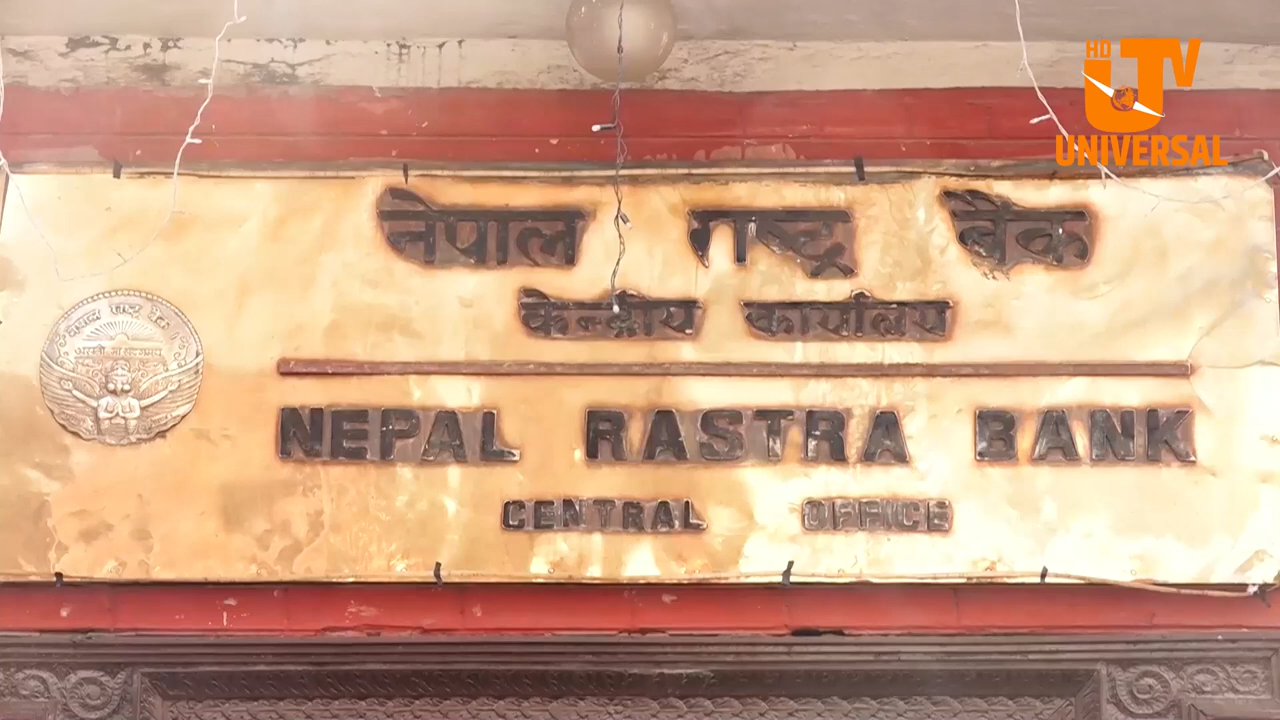 HD
UTV
UNIVERSAL
नेपाल राष्ट्र बैंक
केन्द्रीय कार्यालय
नेपाल राष्ट्र बैंक
NEPAL RASTRA BANK
CENTRAL OFFICE